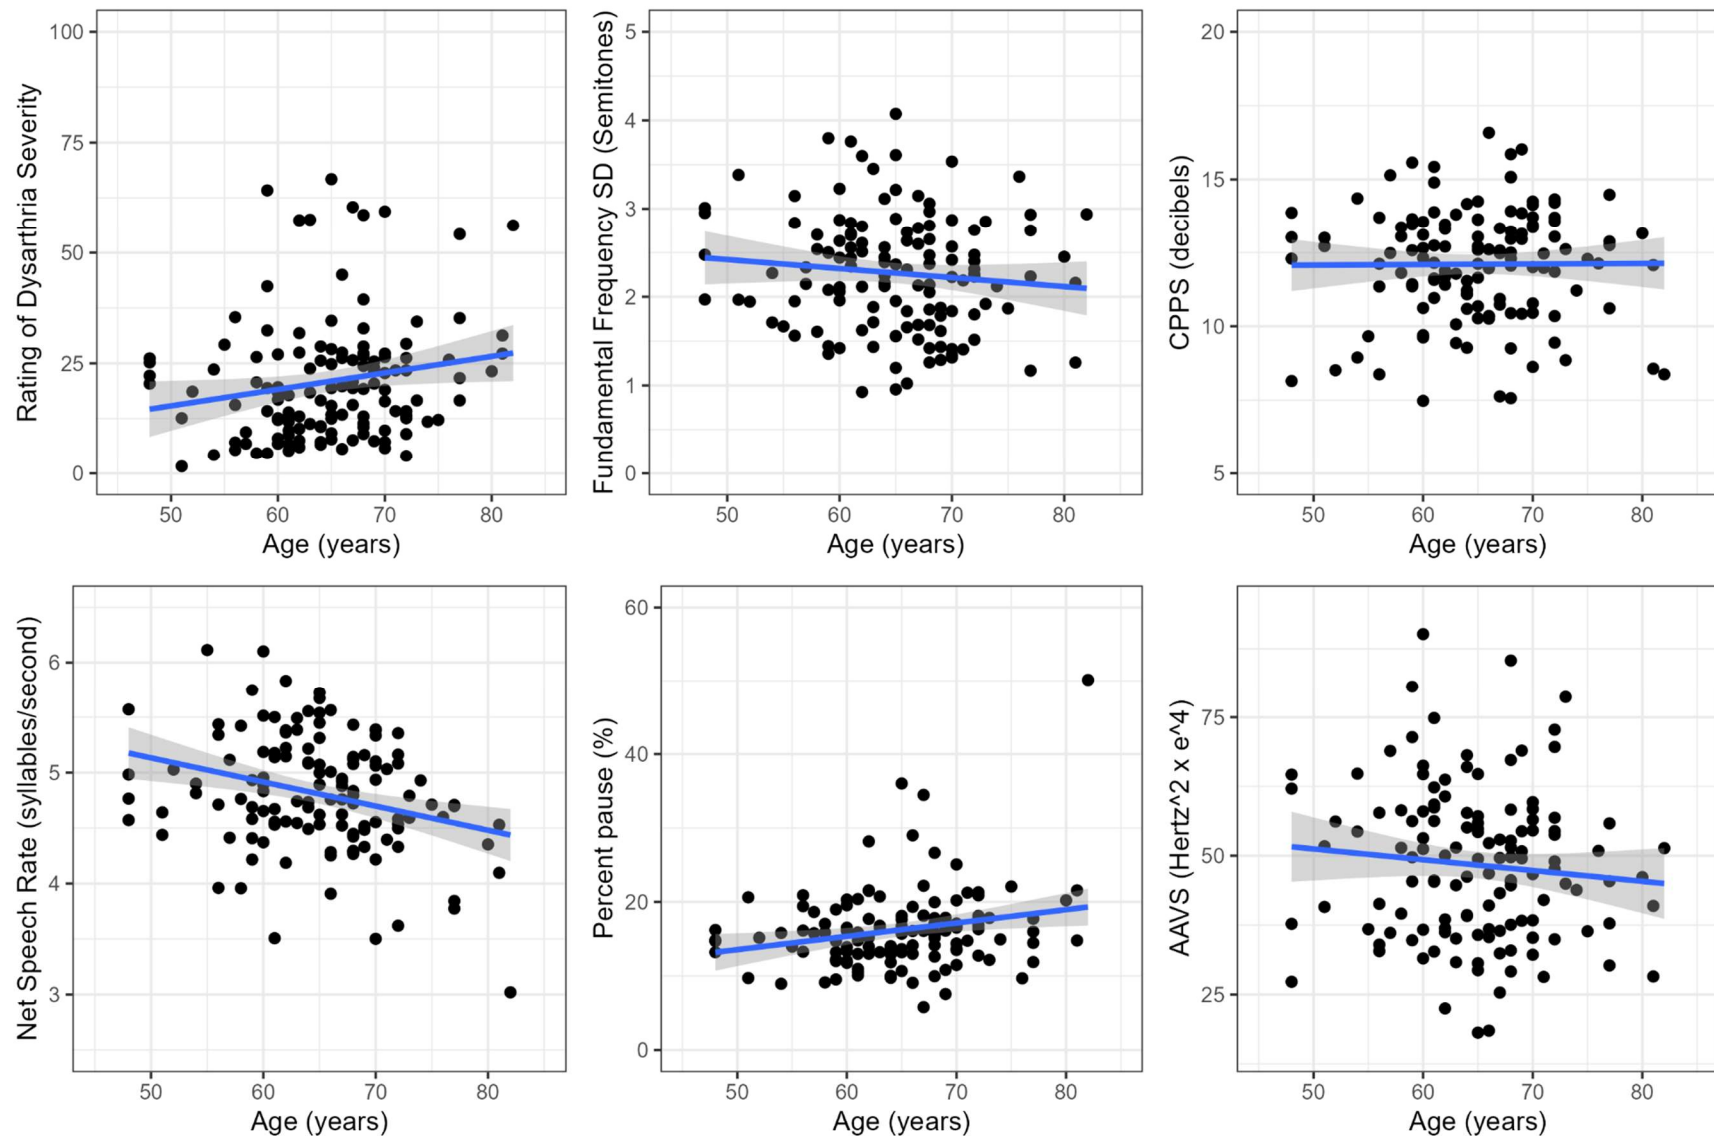 Rating of Dysarthria Severity
100
75
50
25
0
50 60 70 80
Age (years)
Fundamental Frequency SD (Semitones)
5
4
3
2
1
0
50 60 70 80
Age (years)
CPPS (decibels)
20
15
10
5
50 60 70 80
Age (years)
Net Speech Rate (syllables/second)
6
5
4
3
50 60 70 80
Age (years)
Percent pause (%)
60
40
20
0
50 60 70 80
Age (years)
AAVS (Hertz^2 x e^4)
75
50
25
50 60 70 80
Age (years)